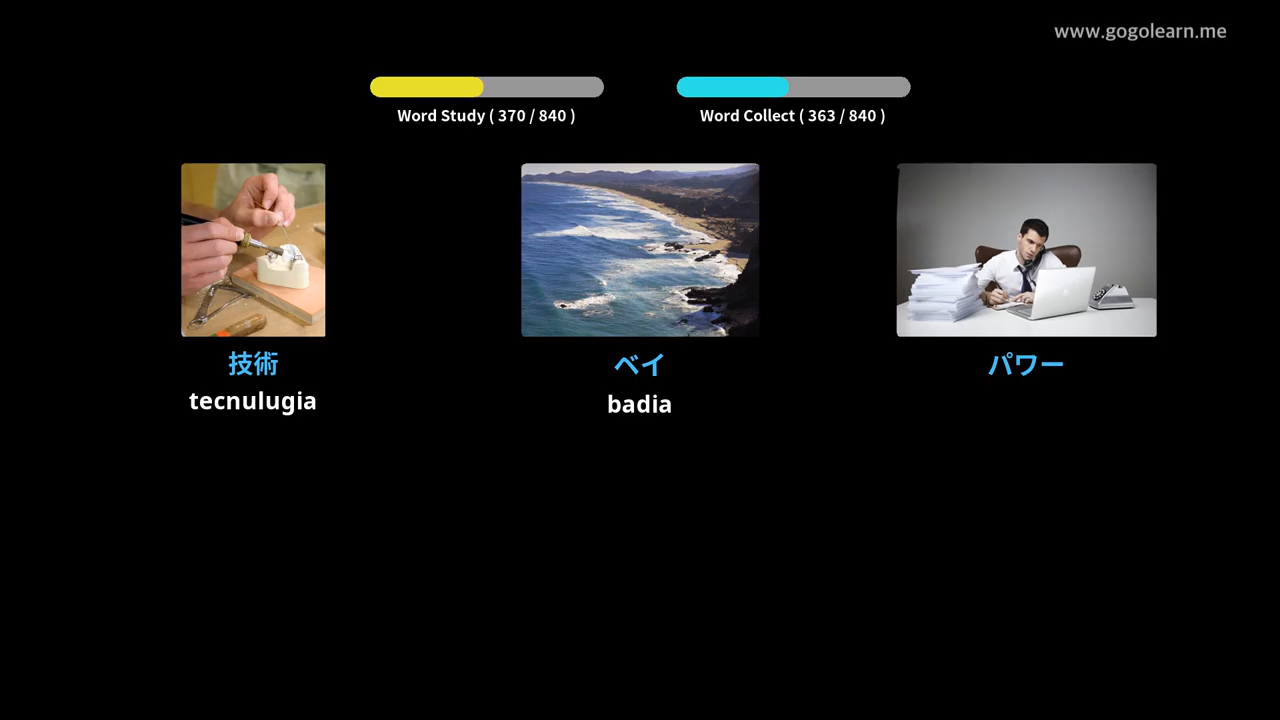 www.gogolearn.me
Word Study ( 370 / 840 )
Word Collect ( 363 / 840 )
技術
tecnulugia
ベイ
badia
パワー